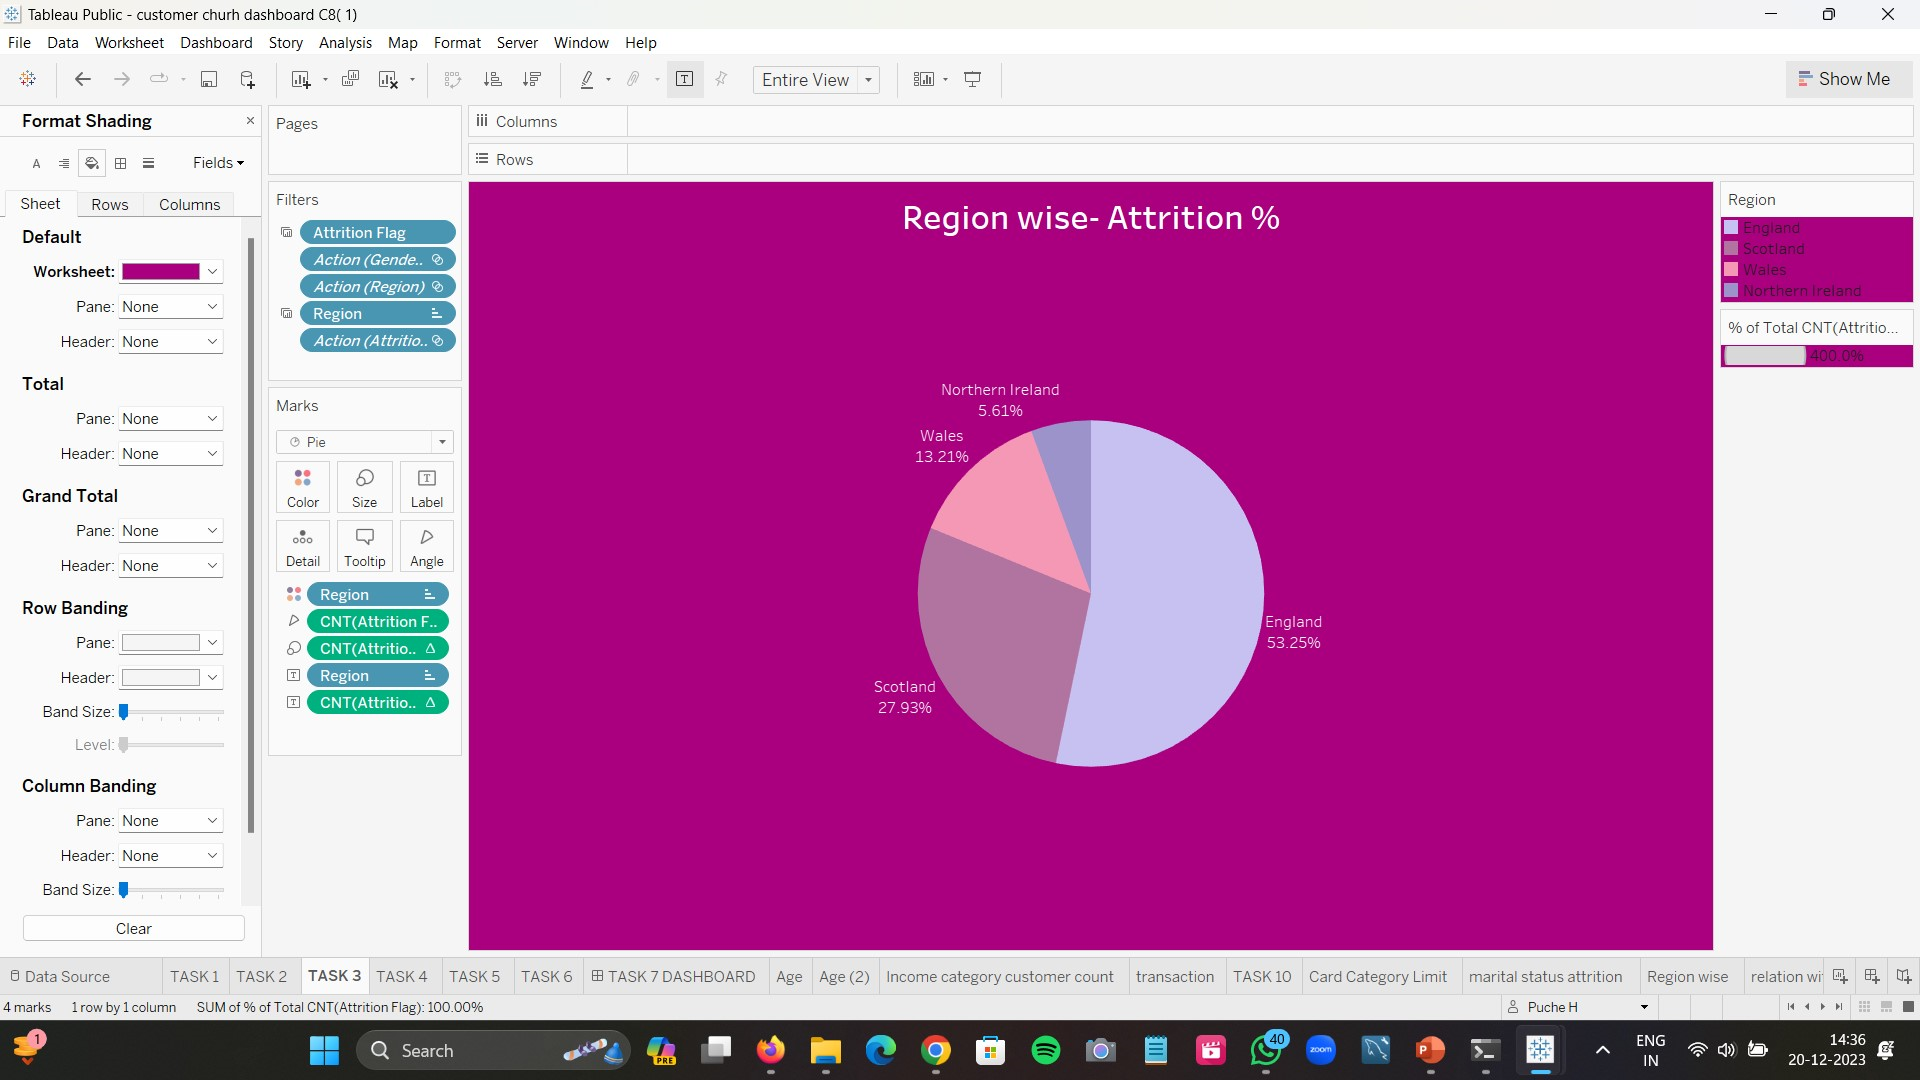 Tableau Public - customer churh dashboard C8( 1)
File Data Worksheet Dashboard Story Analysis Map Format Server Window Help
Entire View
Show Me
Format Shading
Fields
Sheet Rows Columns
Default
Worksheet:
Pane: None
Header: None
Total
Pane: None
Header: None
Grand Total
Pane: None
Header: None
Row Banding
Pane:
Header:
Band Size:
Level:
Column Banding
Pane: None
Header: None
Band Size:
Clear
Pages
Filters
Attrition Flag
Action (Gende..
Action (Region)
Region
Action (Attritio..
Marks
Pie
Color Size Label
Detail Tooltip Angle
Region
CNT(Attrition F..
CNT(Attritio..
Region
CNT(Attritio..
Columns
Rows
Region wise- Attrition %
Northern Ireland
5.61%
Wales
13.21%
England
53.25%
Scotland
27.93%
Region
England
Scotland
Wales
Northern Ireland
% of Total CNT(Attritio...
400.0%
Data Source TASK 1 TASK 2 TASK 3 TASK 4 TASK 5 TASK 6 TASK 7 DASHBOARD Age Age (2) Income category customer count transaction TASK 10 Card Category Limit marital status attrition Region wise relation wi
4 marks 1 row by 1 column SUM of % of Total CNT(Attrition Flag): 100.00%
Puche H
1
Search
PRE
40
zoom
ENG
IN
14:36
20-12-2023